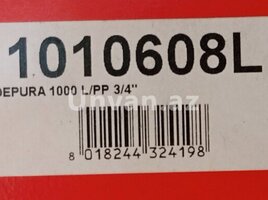 1010608L
DEPURA 1000 L/PP 3/4"
Unvan.az
8 018244 324198